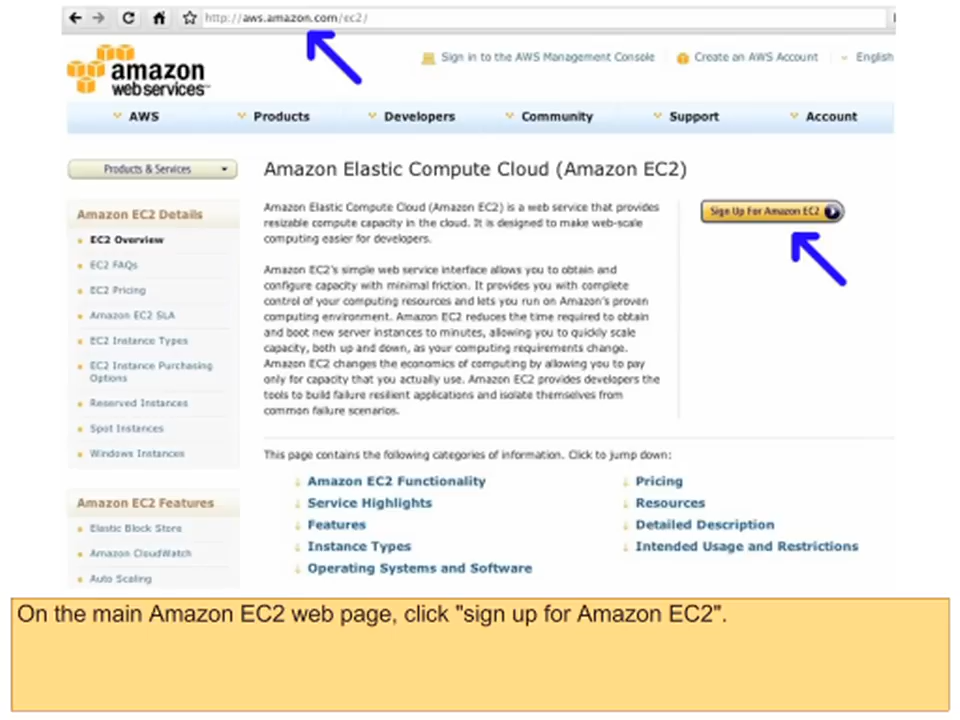 http://aws.amazon.com/ec2/
amazon
webservices™
Sign in to the AWS Management Console
Create an AWS Account
English
AWS
Products
Developers
Community
Support
Account
Products & Services
Amazon EC2 Details
EC2 Overview
EC2 FAQs
EC2 Pricing
Amazon EC2 SLA
EC2 Instance Types
EC2 Instance Purchasing
Options
Reserved Instances
Spot Instances
Windows Instances
Amazon EC2 Features
Elastic Block Store
Amazon CloudWatch
Auto Scaling
Amazon Elastic Compute Cloud (Amazon EC2)
Amazon Elastic Compute Cloud (Amazon EC2) is a web service that provides
resizable compute capacity in the cloud. It is designed to make web-scale
computing easier for developers.
Amazon EC2's simple web service interface allows you to obtain and
configure capacity with minimal friction. It provides you with complete
control of your computing resources and lets you run on Amazon's proven
computing environment. Amazon EC2 reduces the time required to obtain
and boot new server instances to minutes, allowing you to quickly scale
capacity, both up and down, as your computing requirements change.
Amazon EC2 changes the economics of computing by allowing you to pay
only for capacity that you actually use. Amazon EC2 provides developers the
tools to build failure resilient applications and isolate themselves from
common failure scenarios.
Sign Up For Amazon EC2
This page contains the following categories of information. Click to jump down:
Amazon EC2 Functionality
Service Highlights
Features
Instance Types
Operating Systems and Software
Pricing
Resources
Detailed Description
Intended Usage and Restrictions
On the main Amazon EC2 web page, click "sign up for Amazon EC2".